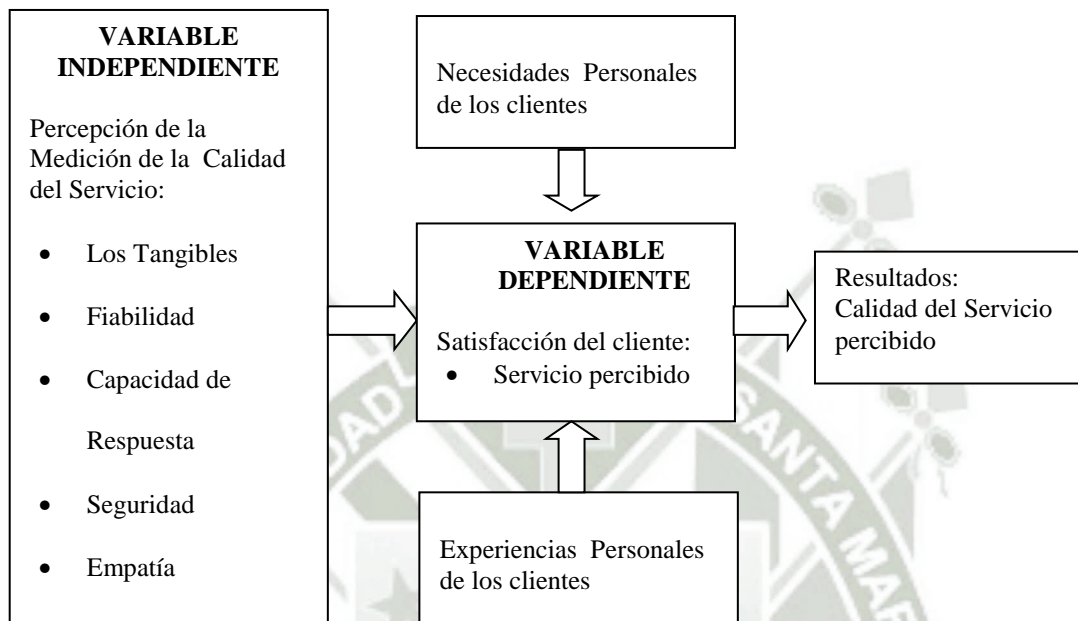 VARIABLE
INDEPENDIENTE
Percepción de la
Medición de la Calidad
del Servicio:
• Los Tangibles
• Fiabilidad
• Capacidad de
Respuesta
• Seguridad
• Empatía
Necesidades Personales
de los clientes
VARIABLE
DEPENDIENTE
Satisfacción del cliente:
• Servicio percibido
Experiencias Personales
de los clientes
Resultados:
Calidad del Servicio
percibido
SANTA